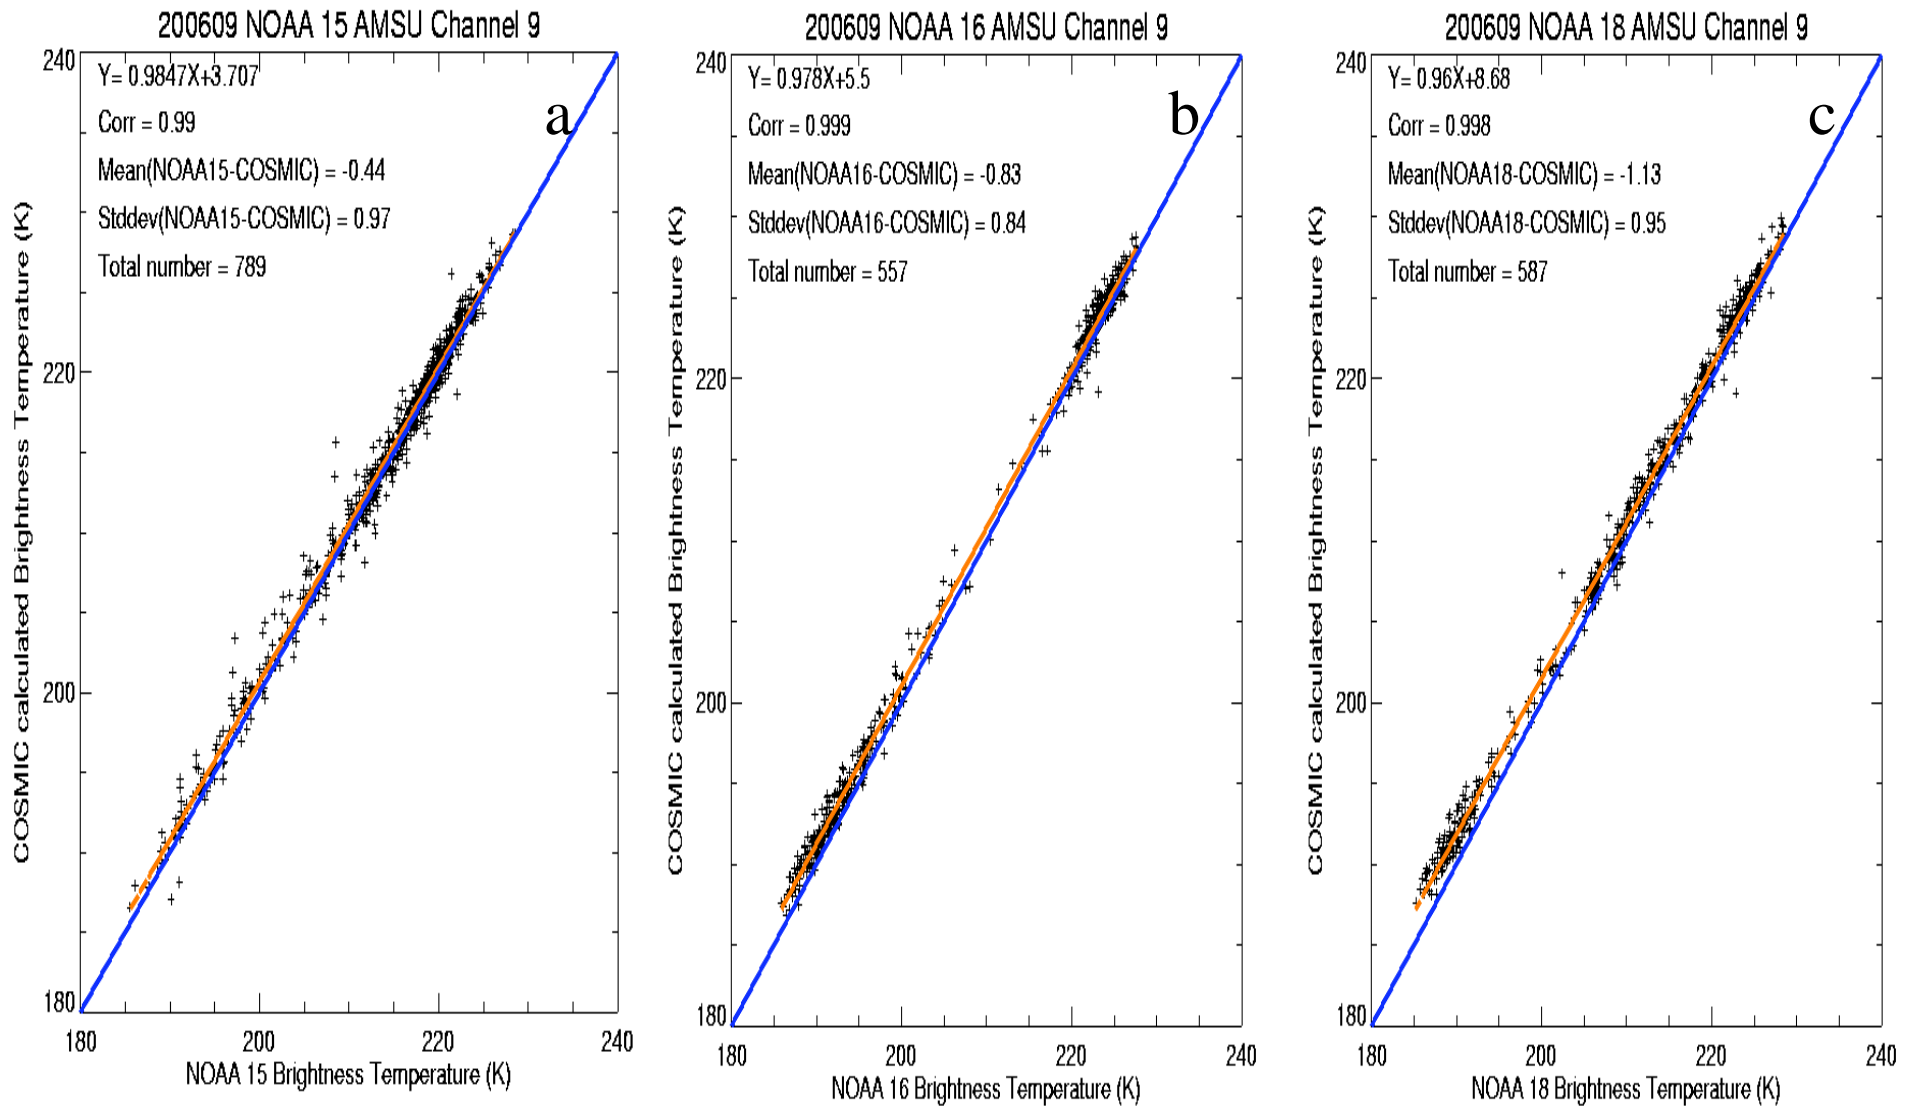 200609 NOAA 15 AMSU Channel 9
240
Y= 0.9847X+3.707
a
Corr = 0.99
Mean(NOAA15-COSMIC) = -0.44
Stddev(NOAA15-COSMIC) = 0.97
Total number = 789
COSMIC calculated Brightness Temperature (K)
220
200
180
180 200 220 240
NOAA 15 Brightness Temperature (K)
200609 NOAA 16 AMSU Channel 9
240
Y= 0.978X+5.5
b
Corr = 0.999
Mean(NOAA16-COSMIC) = -0.83
Stddev(NOAA16-COSMIC) = 0.84
Total number = 557
COSMIC calculated Brightness Temperature (K)
220
200
180
180 200 220 240
NOAA 16 Brightness Temperature (K)
200609 NOAA 18 AMSU Channel 9
240
Y= 0.96X+8.68
c
Corr = 0.998
Mean(NOAA18-COSMIC) = -1.13
Stddev(NOAA18-COSMIC) = 0.95
Total number = 587
COSMIC calculated Brightness Temperature (K)
220
200
180
180 200 220 240
NOAA 18 Brightness Temperature (K)